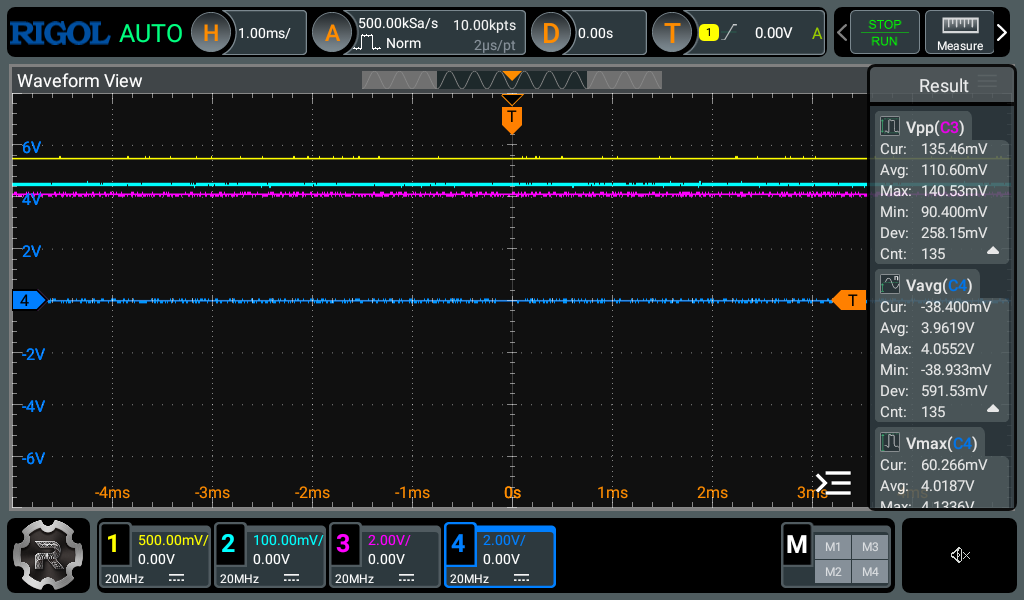 RIGOL AUTO H 1.00ms/ A 500.00kSa/s 10.00kpts D 0.00s T 1 0.00V A STOP
Norm 2μs/pt RUN Measure
Waveform View Result
T
Vpp(C3)
Cur: 135.46mV
Avg: 110.60mV
Max: 140.53mV
Min: 90.400mV
Dev: 258.15mV
Cnt: 135
Vavg(C4)
Cur: -38.400mV
Avg: 3.9619V
Max: 4.0552V
Min: -38.933mV
Dev: 591.53mV
Cnt: 135
Vmax(C4)
Cur: 60.266mV
Avg: 4.0187V
Max: 4.1336V
6V
4V
2V
4 T
-2V
-4V
-6V
-4ms -3ms -2ms -1ms 0s 1ms 2ms 3ms
1 500.00mV/ 0.00V 20MHz
2 100.00mV/ 0.00V 20MHz
3 2.00V/ 0.00V 20MHz
4 2.00V/ 0.00V 20MHz
M M1 M3
M2 M4